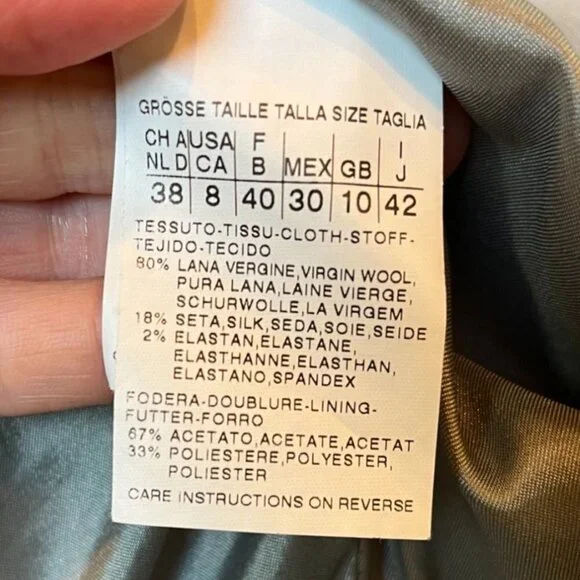 GRÖSSE TAILLE TALLA SIZE TAGLIA
CH A USA F I
NL D CA B MEX GB J
38 8 40 30 10 42
TESSUTO-TISSU-CLOTH-STOFF-
TEJIDO-TECIDO
80% LANA VERGINE,VIRGIN WOOL,
PURA LANA,LAINE VIERGE,
SCHURWOLLE,LA VIRGEM
18% SETA,SILK,SEDA,SOIE,SEIDE
2% ELASTAN,ELASTANE,
ELASTHANNE,ELASTHAN,
ELASTANO,SPANDEX
FODERA-DOUBLURE-LINING-
FUTTER-FORRO
67% ACETATO,ACETATE,ACETAT
33% POLIESTERE,POLYESTER,
POLIESTER
CARE INSTRUCTIONS ON REVERSE